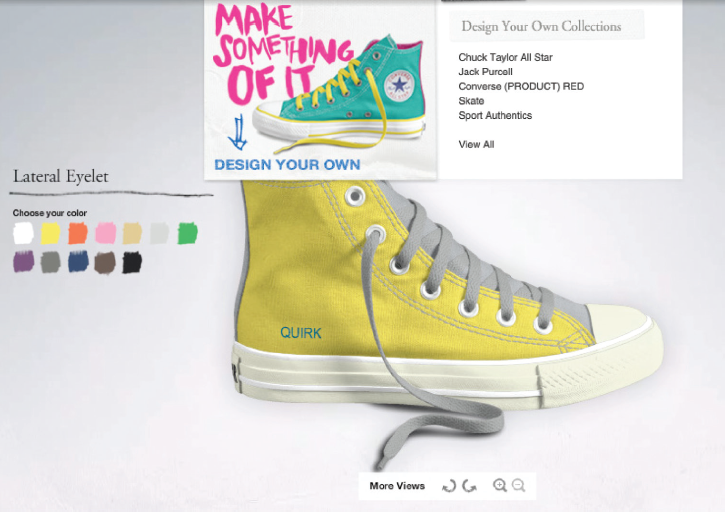 MAKE
SOMETHING
OF IT
DESIGN YOUR OWN
Design Your Own Collections
Chuck Taylor All Star
Jack Purcell
Converse (PRODUCT) RED
Skate
Sport Authentics
View All
Lateral Eyelet
Choose your color
QUIRK
More Views